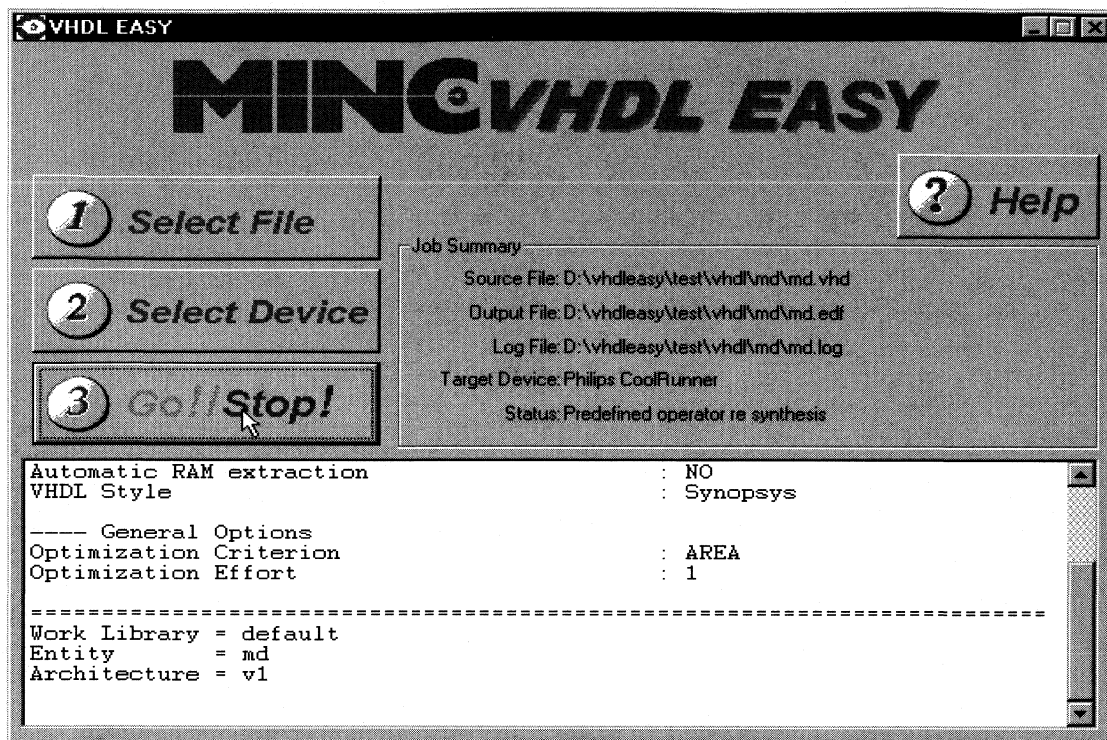 VHDL EASY
MINC VHDL EASY
1 Select File
? Help
2 Select Device
3 Go!! Stop!
Job Summary
Source File: D:\vhdleasy\test\vhdl\md\md.vhd
Output File: D:\vhdleasy\test\vhdl\md\md.edf
Log File: D:\vhdleasy\test\vhdl\md\md.log
Target Device: Philips CoolRunner
Status: Predefined operator re synthesis
Automatic RAM extraction : NO
VHDL Style : Synopsys
---- General Options
Optimization Criterion : AREA
Optimization Effort : 1
=======================================================================
Work Library = default
Entity = md
Architecture = v1